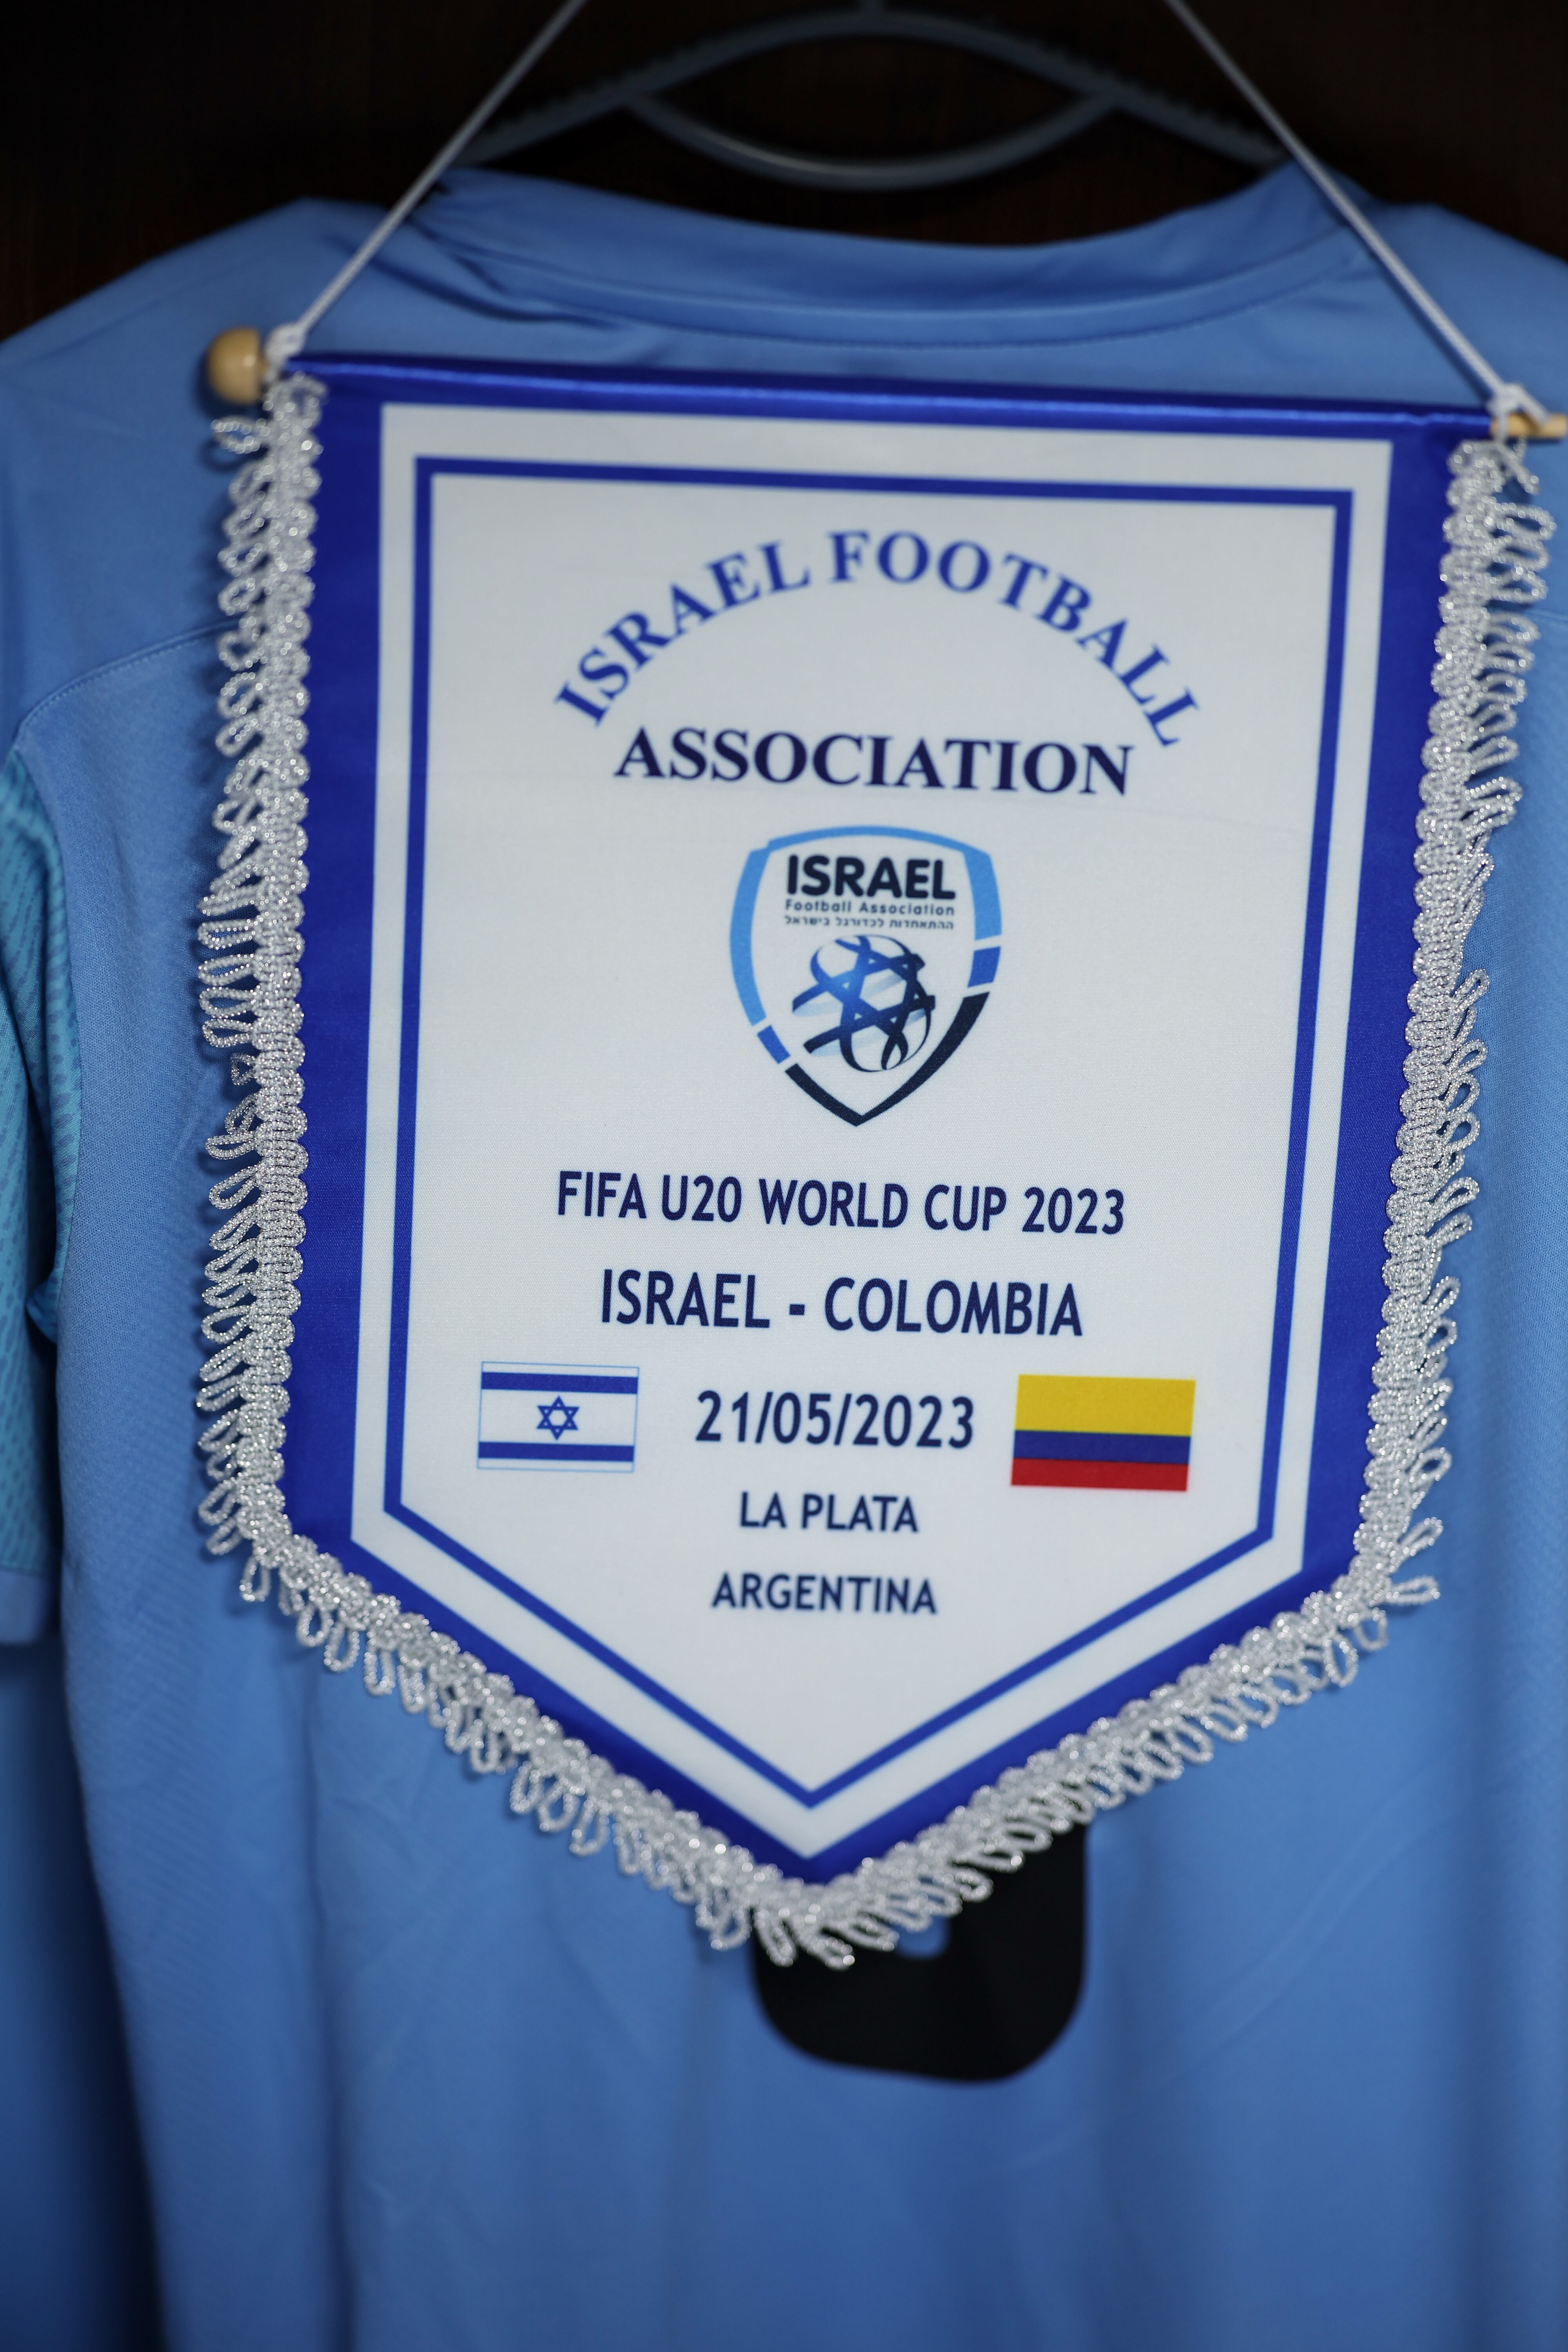 ISRAEL FOOTBALL
ASSOCIATION
ISRAEL
Football Association
ההתאחדות לכדורגל בישראל
FIFA U20 WORLD CUP 2023
ISRAEL - COLOMBIA
21/05/2023
LA PLATA
ARGENTINA